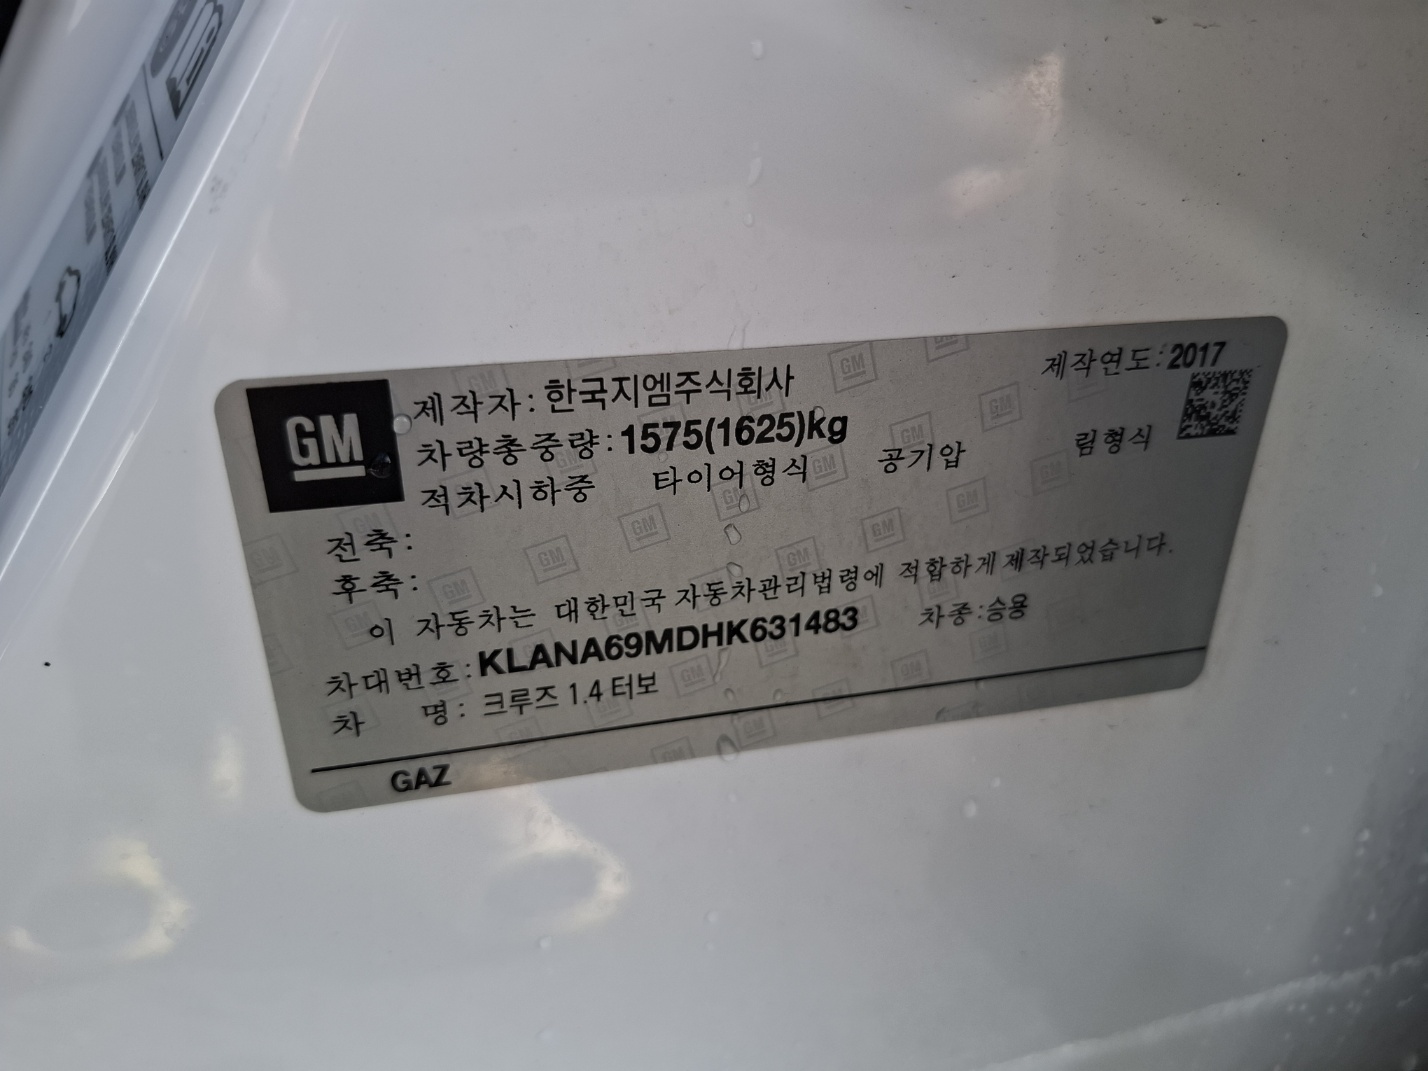 GM
제작자: 한국지엠주식회사 제작연도: 2017
차량총중량: 1575(1625)kg
적차시하중 타이어형식 공기압 림형식
전축:
후축:
이 자동차는 대한민국 자동차관리법령에 적합하게 제작되었습니다.
차대번호: KLANA69MDHK631483 차종:승용
차 명: 크루즈 1.4 터보
GAZ